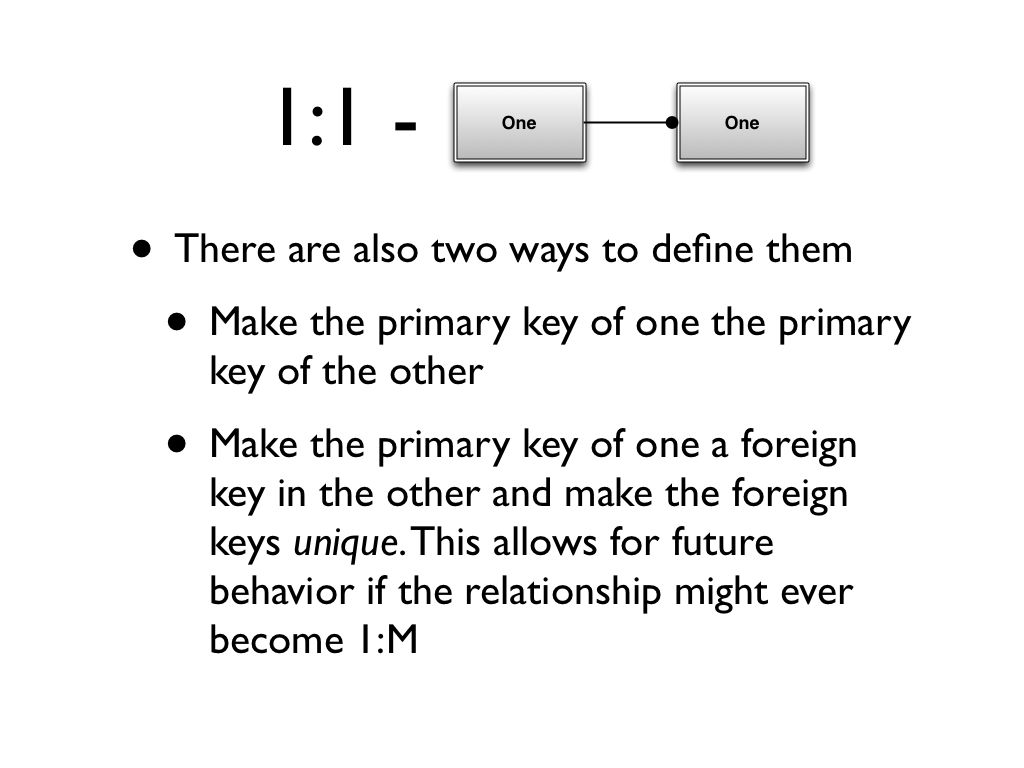 1:1 - One One
• There are also two ways to define them
• Make the primary key of one the primary
key of the other
• Make the primary key of one a foreign
key in the other and make the foreign
keys unique. This allows for future
behavior if the relationship might ever
become 1:M